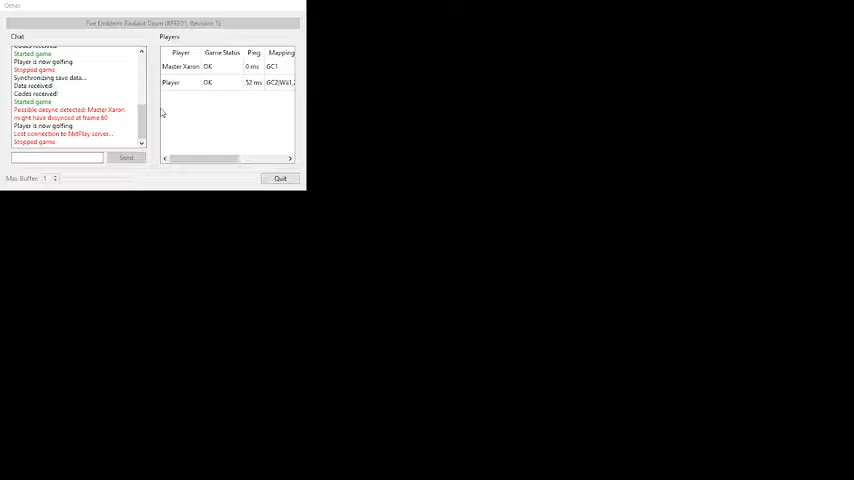 Other
Fire Emblem Radiant Dawn (RFEE01, Revision 1)
Chat
Codes received!
Started game
Player is now golfing
Stopped game
Synchronizing save data...
Data received!
Codes received!
Started game
Possible desync detected: Master Xaron
might have desynced at frame 60
Player is now golfing
Lost connection to NetPlay server...
Stopped game
Send
Max Buffer: 1
Players
Player Game Status Ping Mapping
Master Xaron OK 0 ms GC1
Player OK 52 ms
Quit